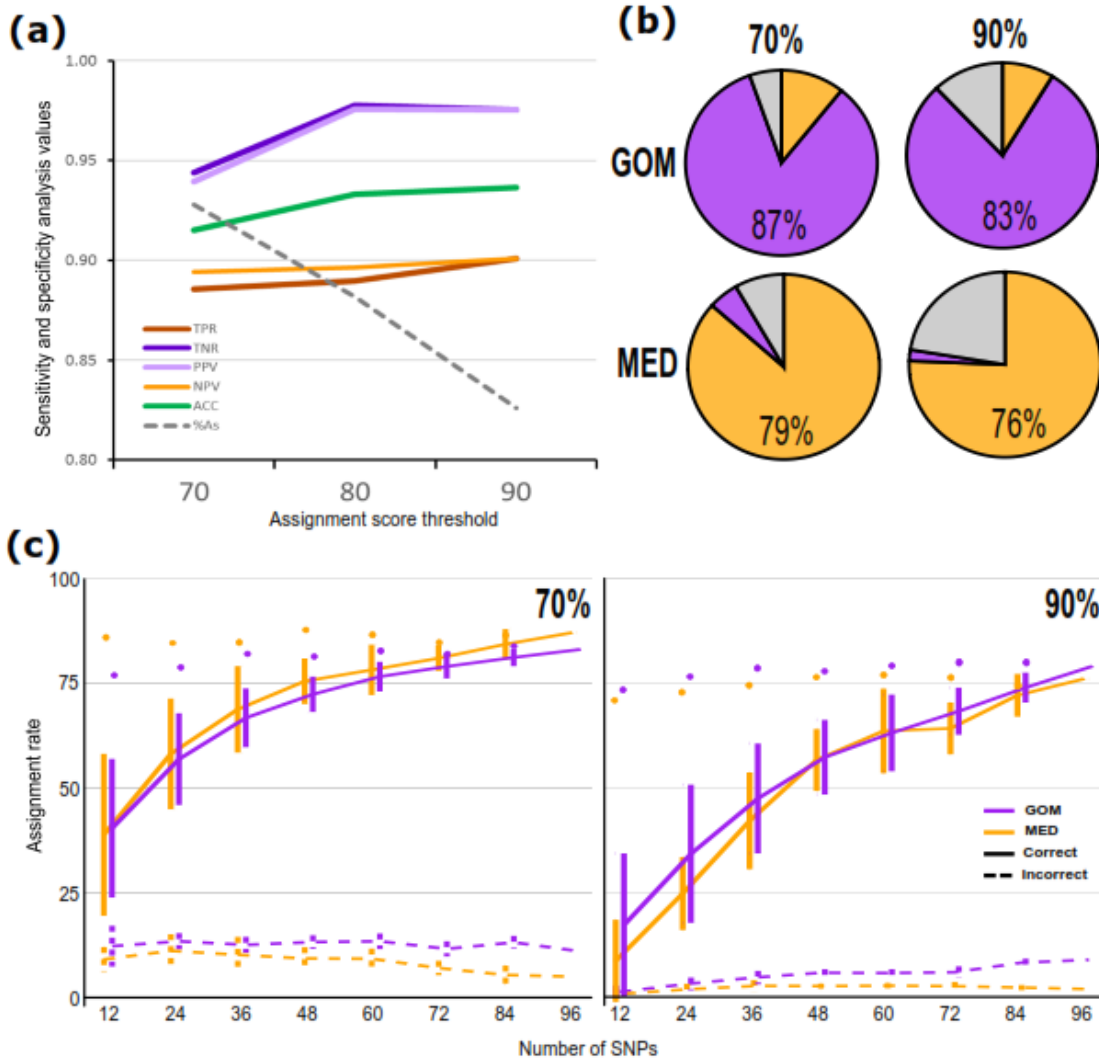 (a)
Sensitivity and specificity analysis values
1.00
0.95
0.90
0.85
0.80
TPR
TNR
PPV
NPV
ACC
%As
70 80 90
Assignment score threshold
(b)
70% 90%
GOM
87% 83%
MED
79% 76%
(c)
Assignment rate
100
75
50
25
0
70%
90%
GOM
MED
Correct
Incorrect
12 24 36 48 60 72 84 96
12 24 36 48 60 72 84 96
Number of SNPs